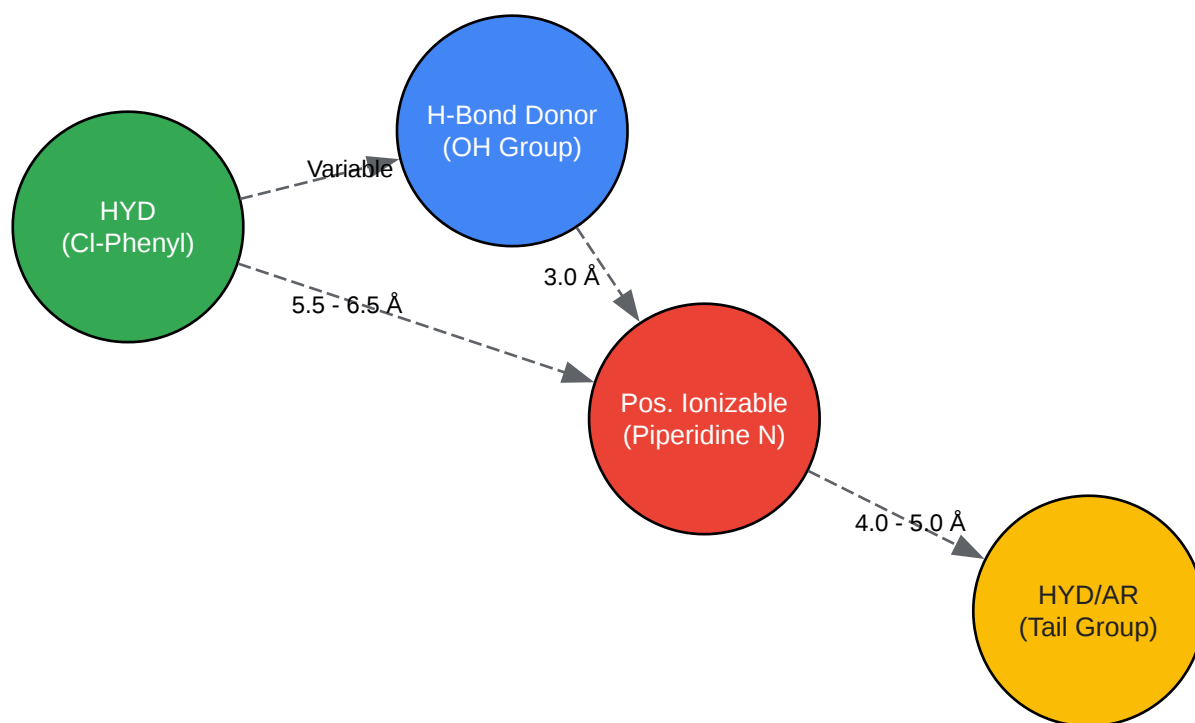 H-Bond Donor
(OH Group)
Variable
HYD
(Cl-Phenyl)
3.0 Å
5.5 - 6.5 Å
Pos. Ionizable
(Piperidine N)
4.0 - 5.0 Å
HYD/AR
(Tail Group)